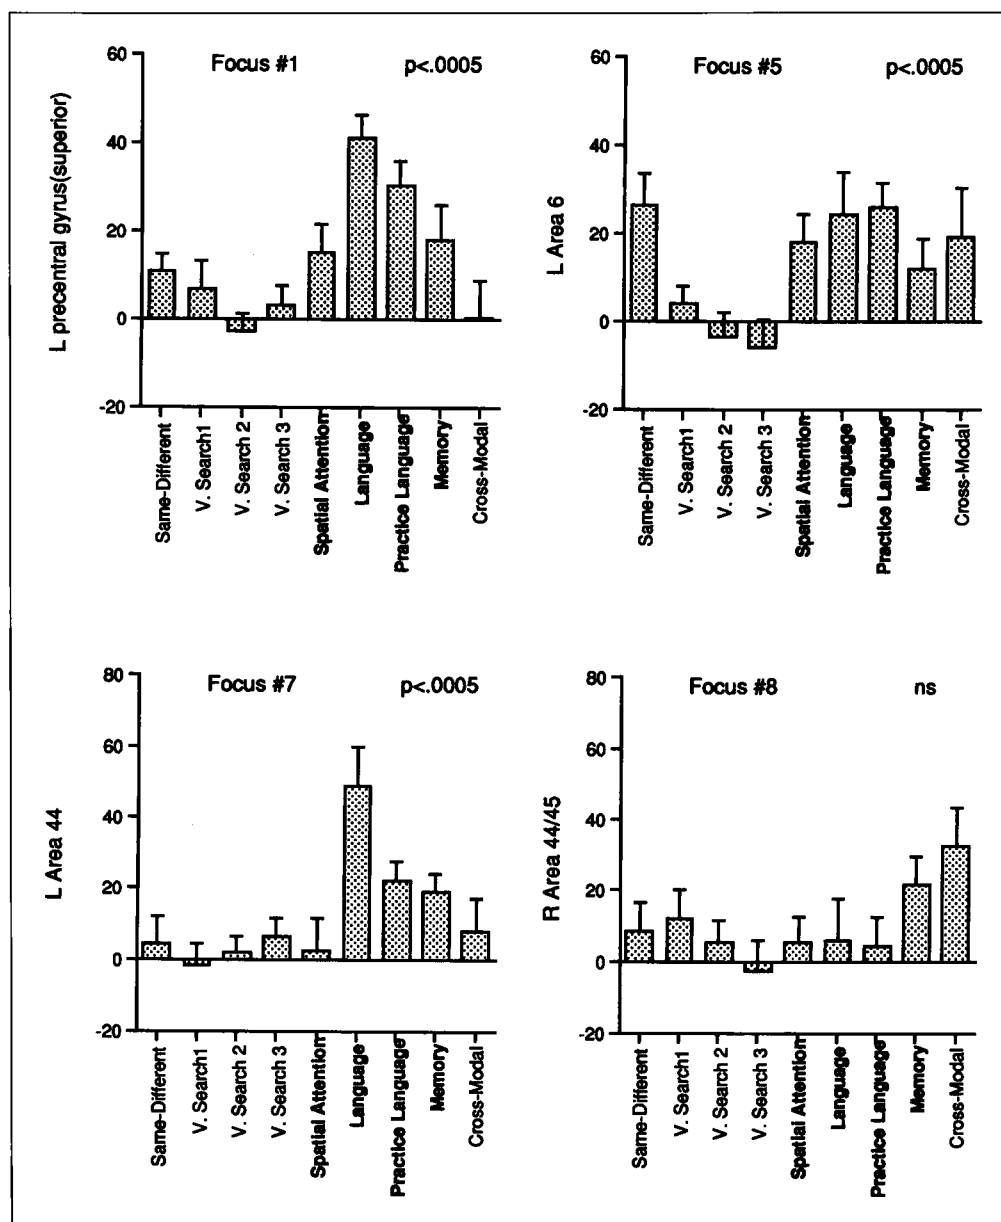 Focus #1 p<.0005
L precentral gyrus(superior)
60
40
20
0
-20
Same-Different
V. Search1
V. Search 2
V. Search 3
Spatial Attention
Language
Practice Language
Memory
Cross-Modal
Focus #5 p<.0005
L Area 6
60
40
20
0
-20
Same-Different
V. Search1
V. Search 2
V. Search 3
Spatial Attention
Language
Practice Language
Memory
Cross-Modal
Focus #7 p<.0005
L Area 44
80
60
40
20
0
-20
Same-Different
V. Search1
V. Search 2
V. Search 3
Spatial Attention
Language
Practice Language
Memory
Cross-Modal
Focus #8 ns
R Area 44/45
80
60
40
20
0
-20
Same-Different
V. Search1
V. Search 2
V. Search 3
Spatial Attention
Language
Practice Language
Memory
Cross-Modal